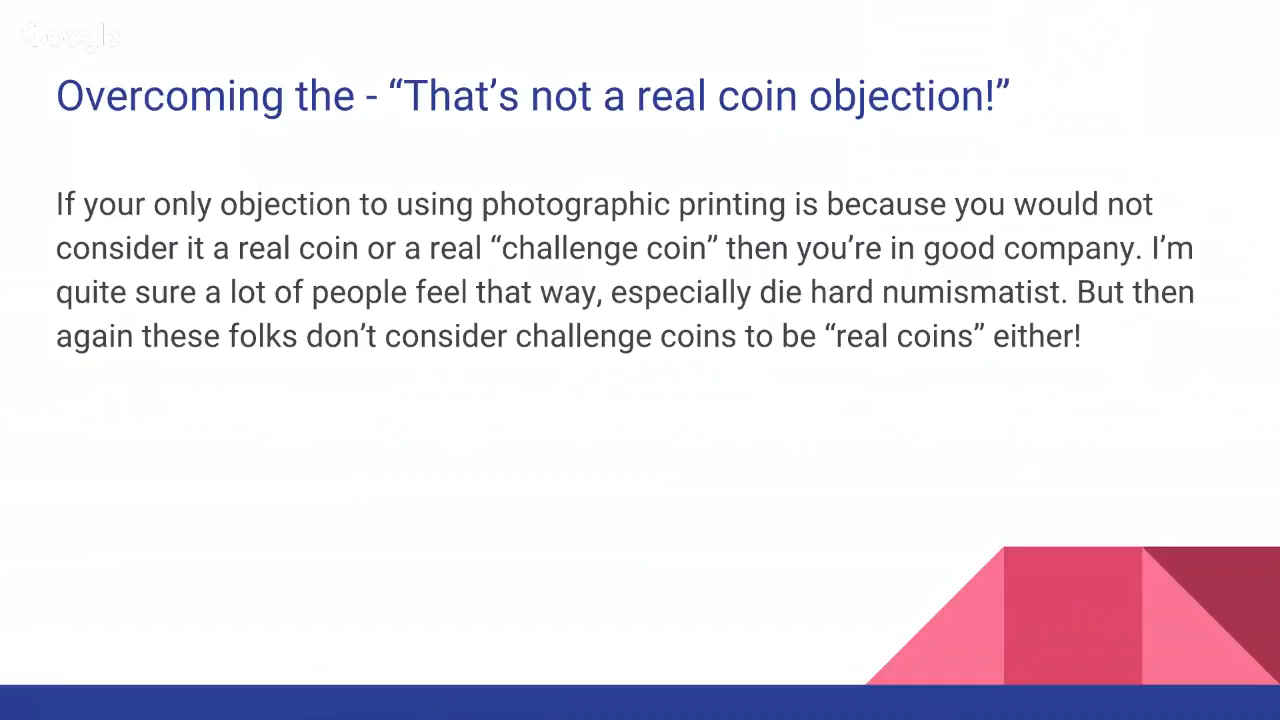 Google
Overcoming the - “That’s not a real coin objection!”
If your only objection to using photographic printing is because you would not
consider it a real coin or a real “challenge coin” then you’re in good company. I’m
quite sure a lot of people feel that way, especially die hard numismatist. But then
again these folks don’t consider challenge coins to be “real coins” either!